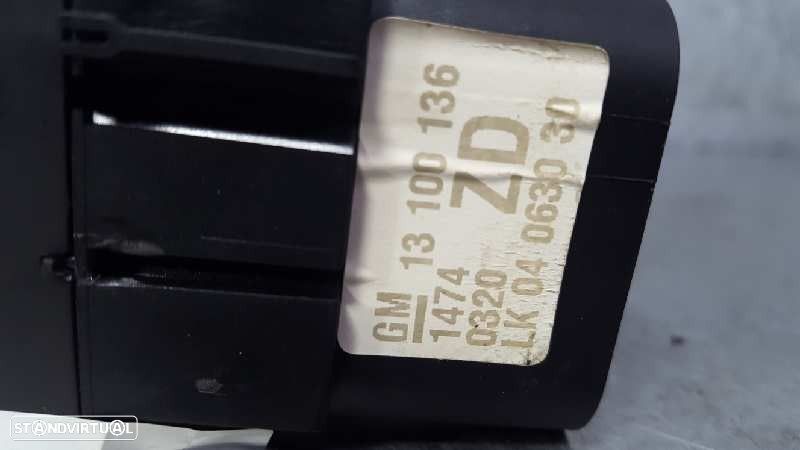 GM 13 100 136
1474
0320 ZD
LK 04 0630 30
STANDVIRTUAL